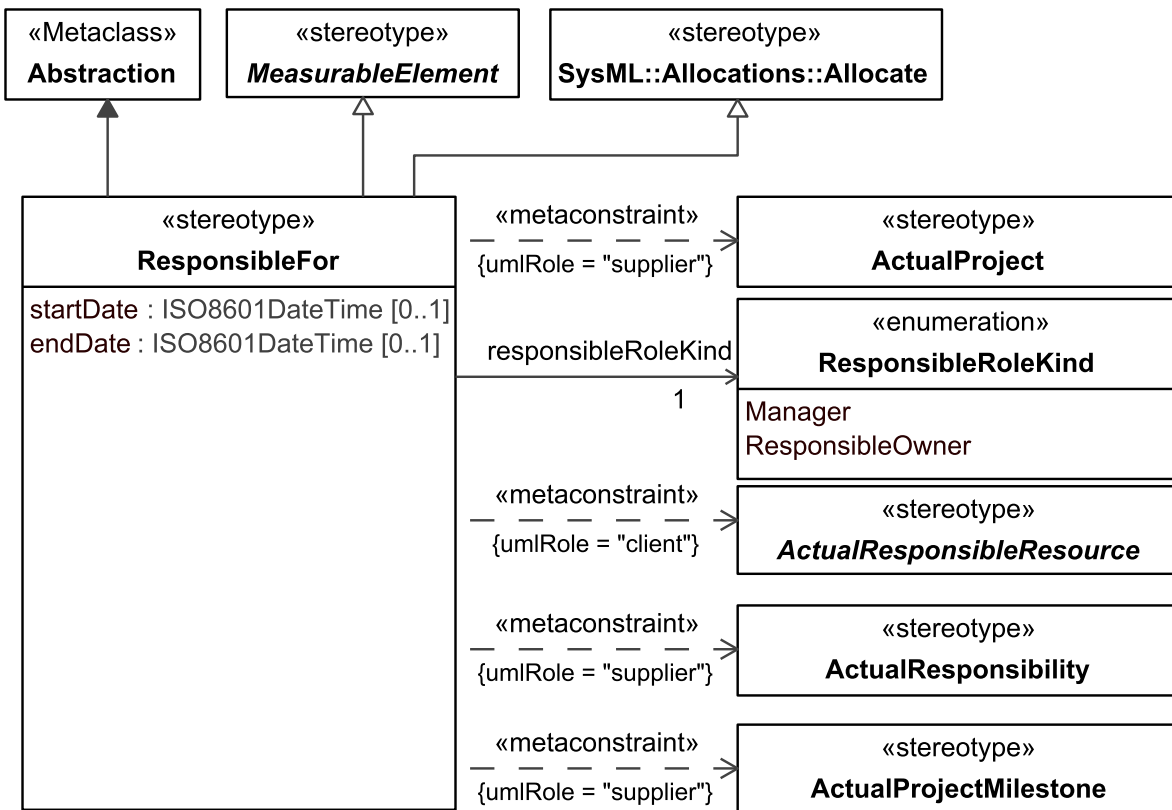 «Metaclass»
Abstraction
«stereotype»
MeasurableElement
«stereotype»
SysML::Allocations::Allocate
«stereotype»
ResponsibleFor
startDate : ISO8601DateTime [0..1]
endDate : ISO8601DateTime [0..1]
«metaconstraint»
{umlRole = "supplier"}
«stereotype»
ActualProject
responsibleRoleKind
1
«enumeration»
ResponsibleRoleKind
Manager
ResponsibleOwner
«metaconstraint»
{umlRole = "client"}
«stereotype»
ActualResponsibleResource
«metaconstraint»
{umlRole = "supplier"}
«stereotype»
ActualResponsibility
«metaconstraint»
{umlRole = "supplier"}
«stereotype»
ActualProjectMilestone